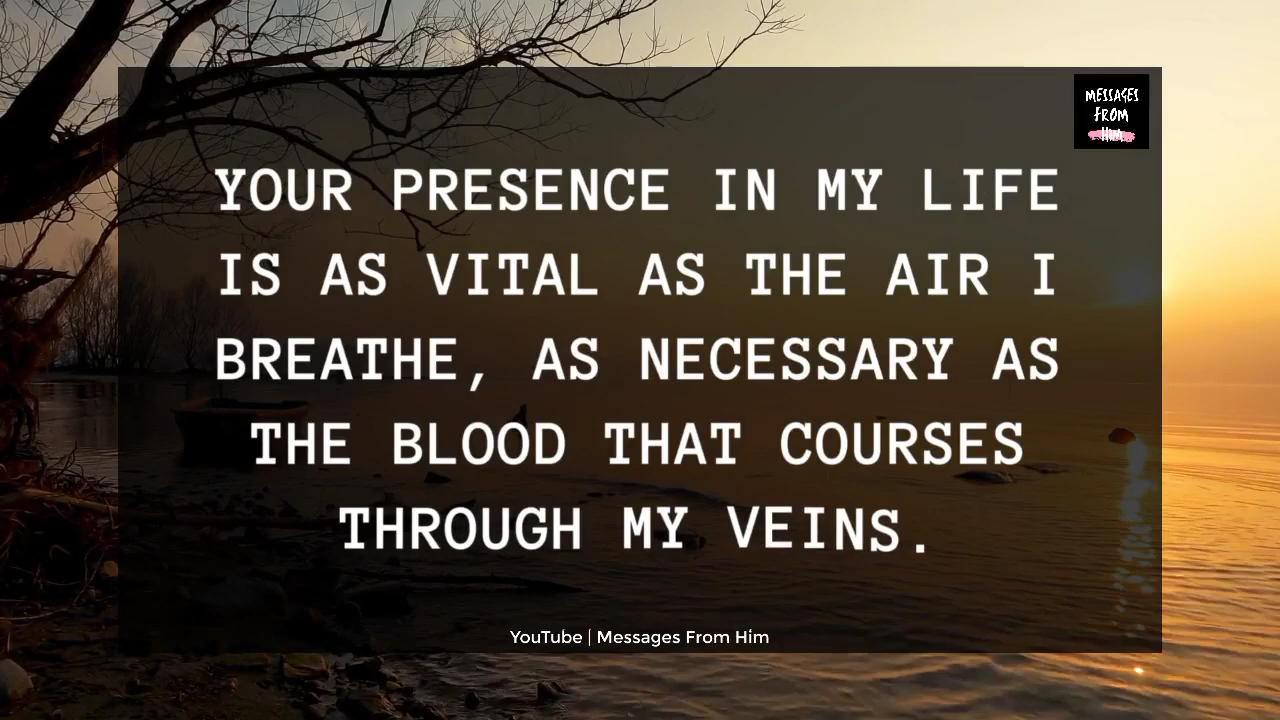 MESSAGES
FROM
HIM
YOUR PRESENCE IN MY LIFE
IS AS VITAL AS THE AIR I
BREATHE, AS NECESSARY AS
THE BLOOD THAT COURSES
THROUGH MY VEINS.
YouTube | Messages From Him